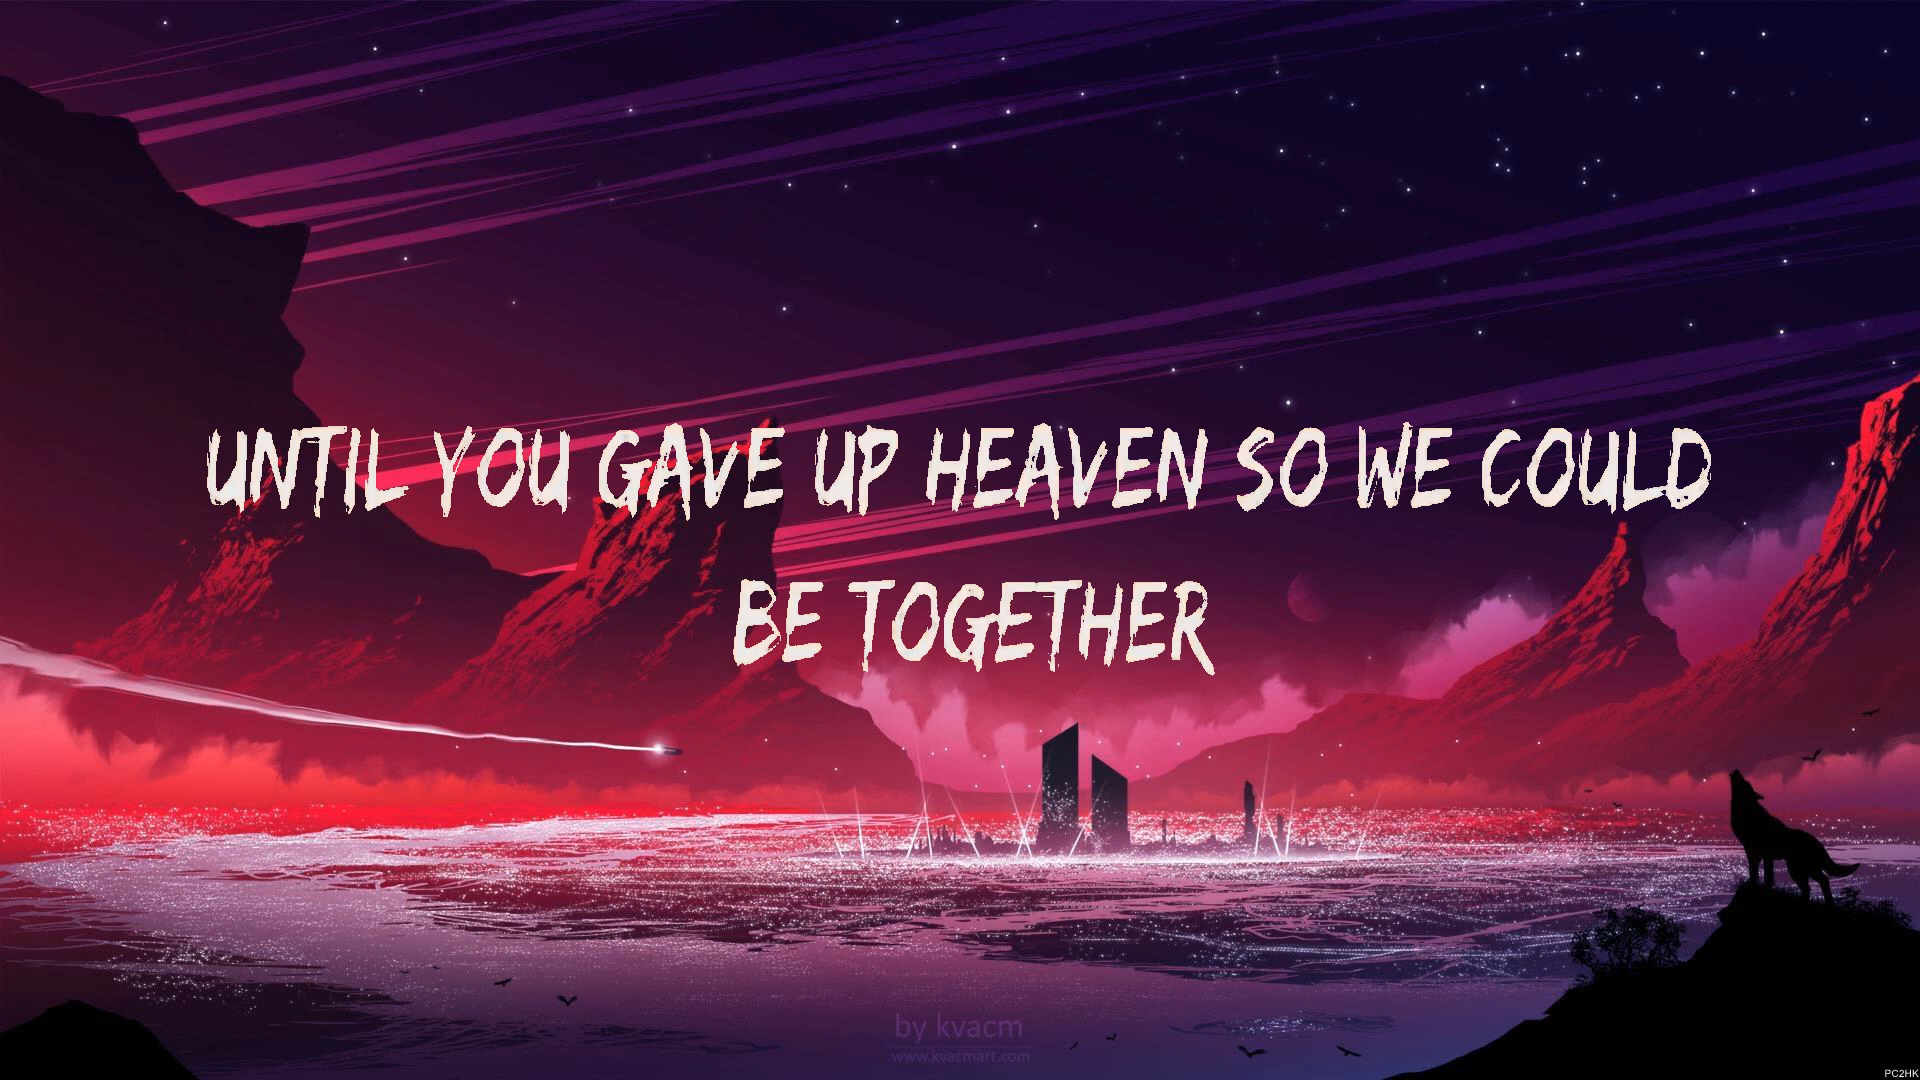 UNTIL YOU GAVE UP HEAVEN SO WE COULD
BE TOGETHER
by kvacm
www.kvacmart.com
PC2HK